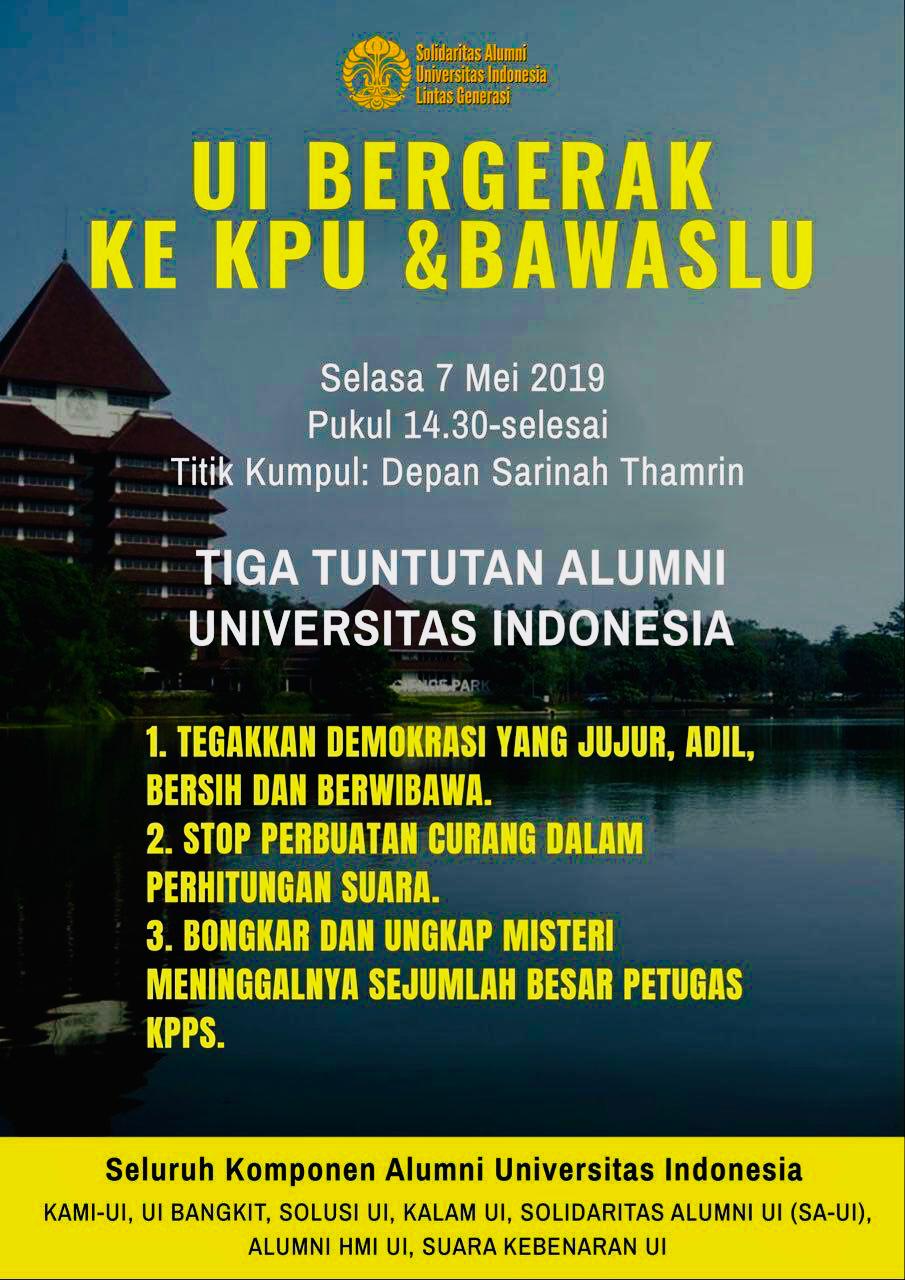 Solidaritas Alumni
Universitas Indonesia
Lintas Generasi
UI BERGERAK
KE KPU &BAWASLU
Selasa 7 Mei 2019
Pukul 14.30-selesai
Titik Kumpul: Depan Sarinah Thamrin
TIGA TUNTUTAN ALUMNI
UNIVERSITAS INDONESIA
PARK
1. TEGAKKAN DEMOKRASI YANG JUJUR, ADIL,
BERSIH DAN BERWIBAWA.
2. STOP PERBUATAN CURANG DALAM
PERHITUNGAN SUARA.
3. BONGKAR DAN UNGKAP MISTERI
MENINGGALNYA SEJUMLAH BESAR PETUGAS
KPPS.
Seluruh Komponen Alumni Universitas Indonesia
KAMI-UI, UI BANGKIT, SOLUSI UI, KALAM UI, SOLIDARITAS ALUMNI UI (SA-UI),
ALUMNI HMI UI, SUARA KEBENARAN UI